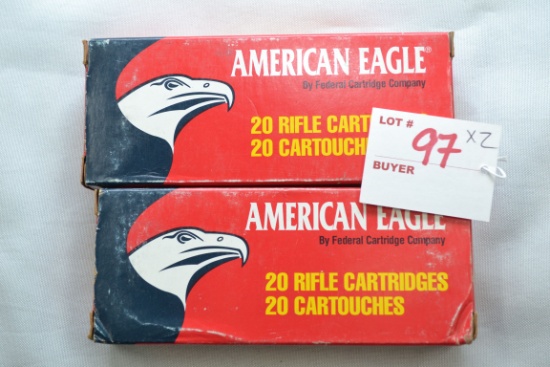 AMERICAN EAGLE®
By Federal Cartridge Company
20 RIFLE CART
20 CARTOUCHE
LOT # 97 x2
BUYER
AMERICAN EAGLE
By Federal Cartridge Company
20 RIFLE CARTRIDGES
20 CARTOUCHES